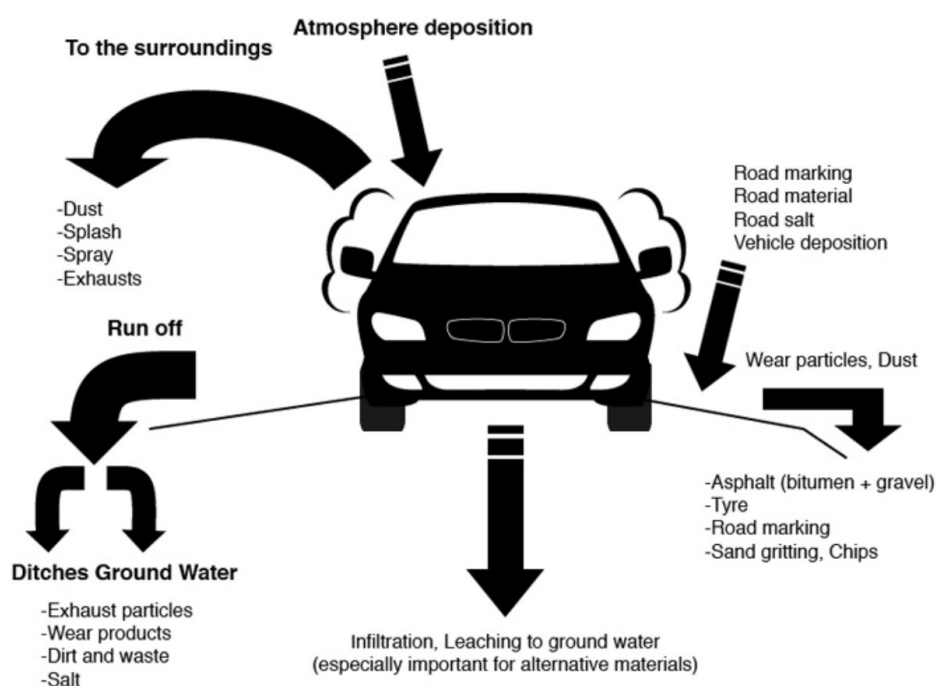 Atmosphere deposition
To the surroundings
-Dust
-Splash
-Spray
-Exhausts
Road marking
Road material
Road salt
Vehicle deposition
Run off
Wear particles, Dust
-Asphalt (bitumen + gravel)
-Tyre
-Road marking
-Sand gritting, Chips
Ditches Ground Water
-Exhaust particles
-Wear products
-Dirt and waste
-Salt
Infiltration, Leaching to ground water
(especially important for alternative materials)